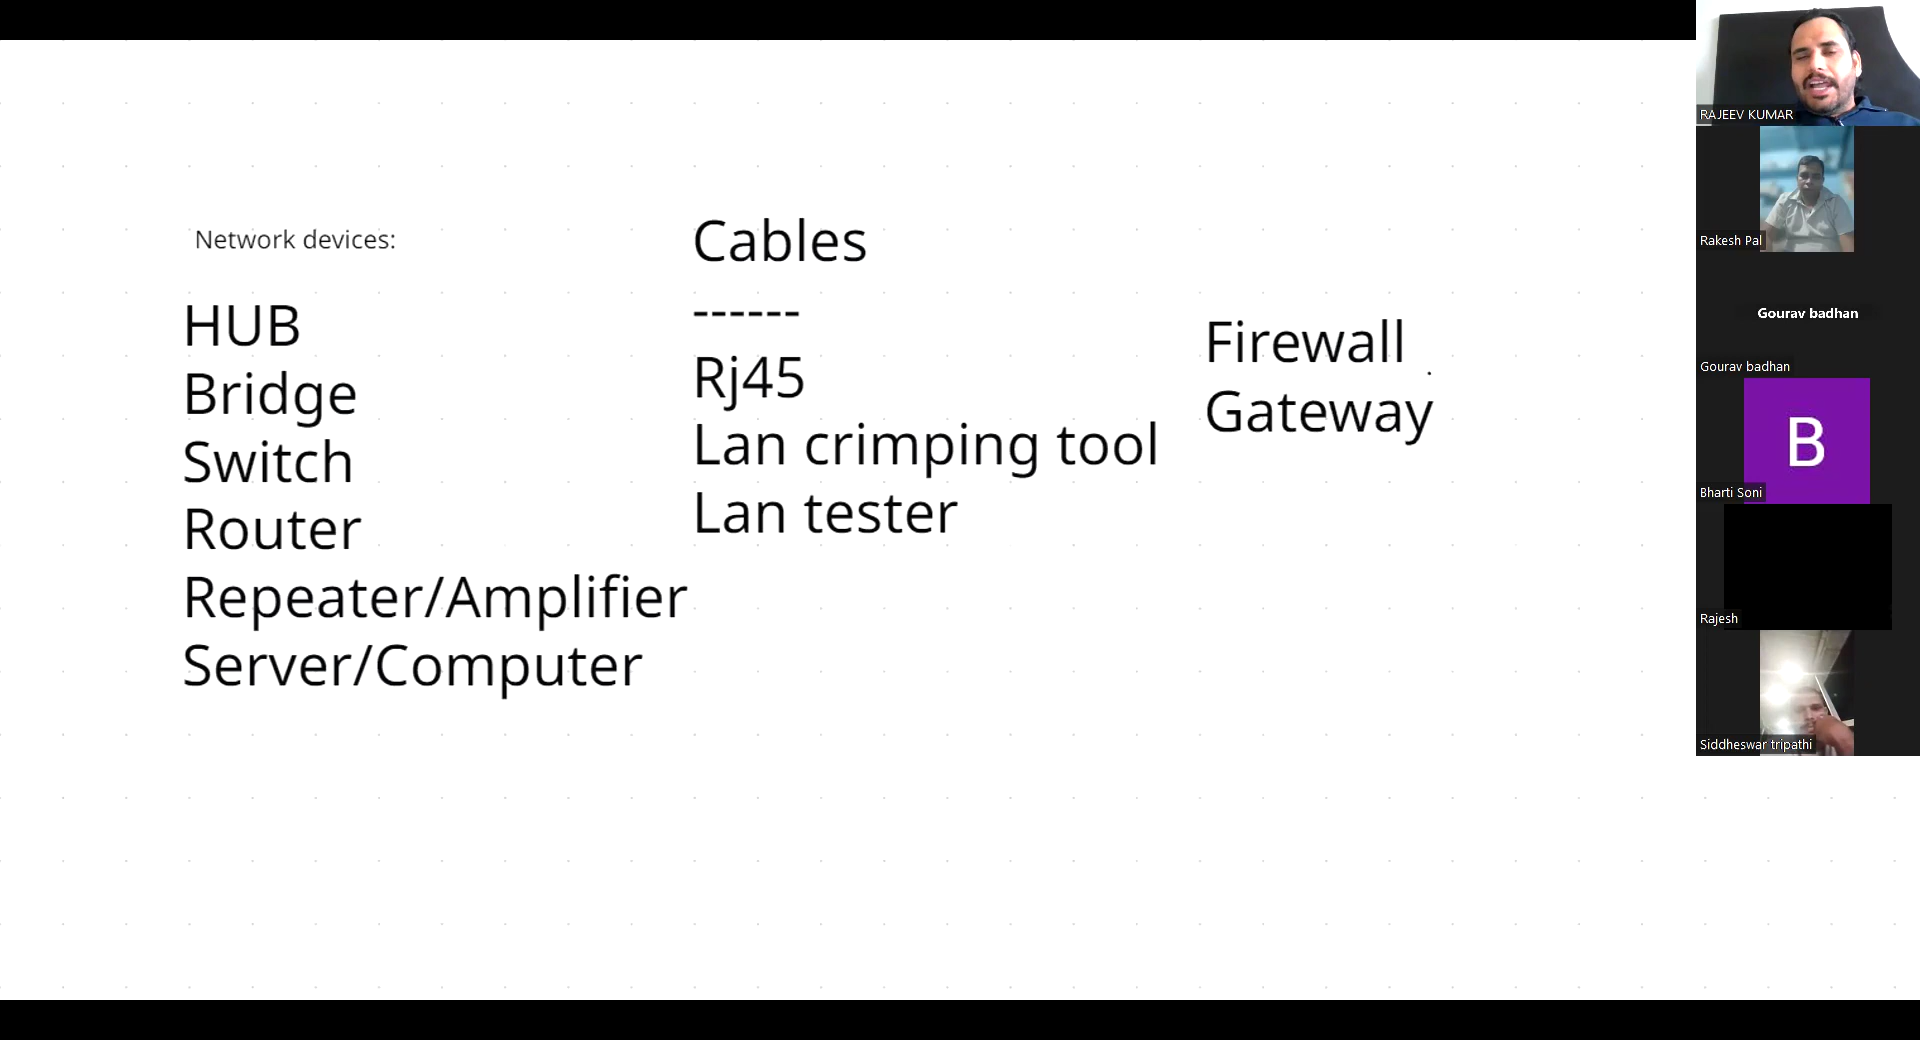 Network devices:
HUB
Bridge
Switch
Router
Repeater/Amplifier
Server/Computer
Cables
------
Rj45
Lan crimping tool
Lan tester
Firewall
Gateway
RAJEEV KUMAR
Rakesh Pal
Gourav badhan
Gourav badhan
B
Bharti Soni
Rajesh
Siddheswar tripathi